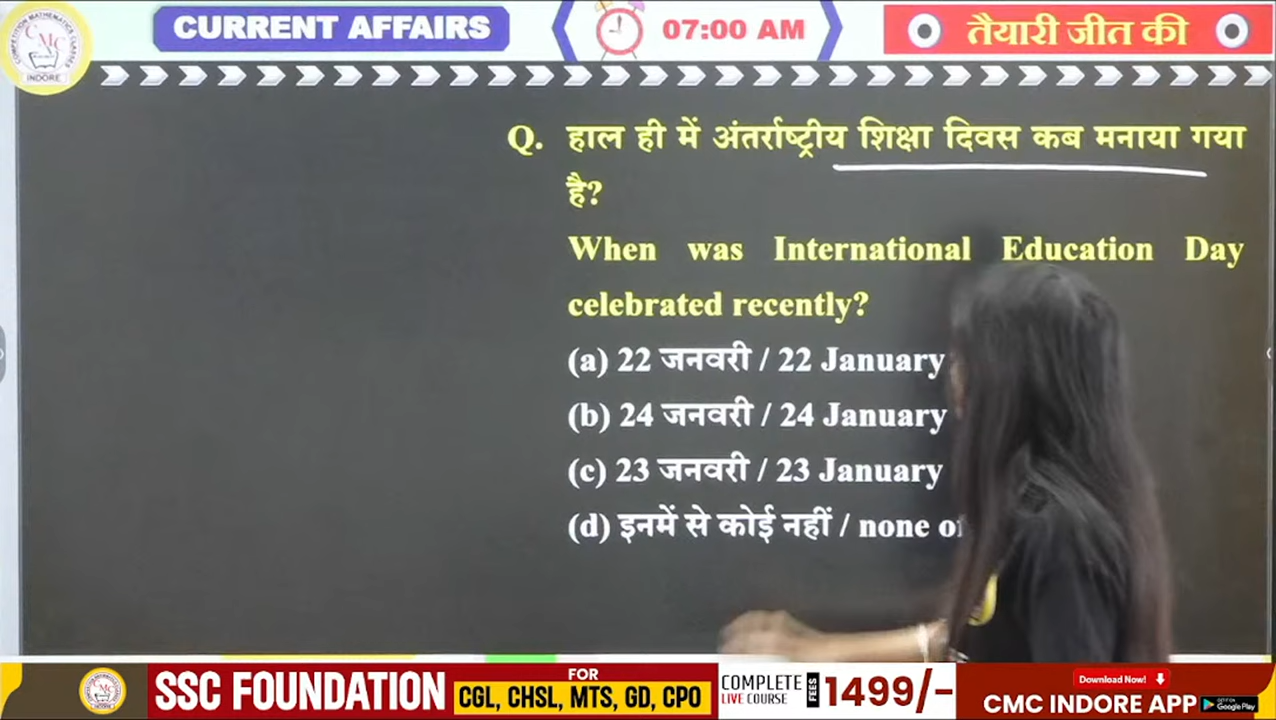 CURRENT AFFAIRS
07:00 AM
तैयारी जीत की
CMC
INDORE
Q. हाल ही में अंतर्राष्ट्रीय शिक्षा दिवस कब मनाया गया
है?
When was International Education Day
celebrated recently?
(a) 22 जनवरी / 22 January
(b) 24 जनवरी / 24 January
(c) 23 जनवरी / 23 January
(d) इनमें से कोई नहीं / none
SSC FOUNDATION
FOR
CGL, CHSL, MTS, GD, CPO
COMPLETE
LIVE COURSE
FEES
1499/-
Download Now!
CMC INDORE APP
Google Play